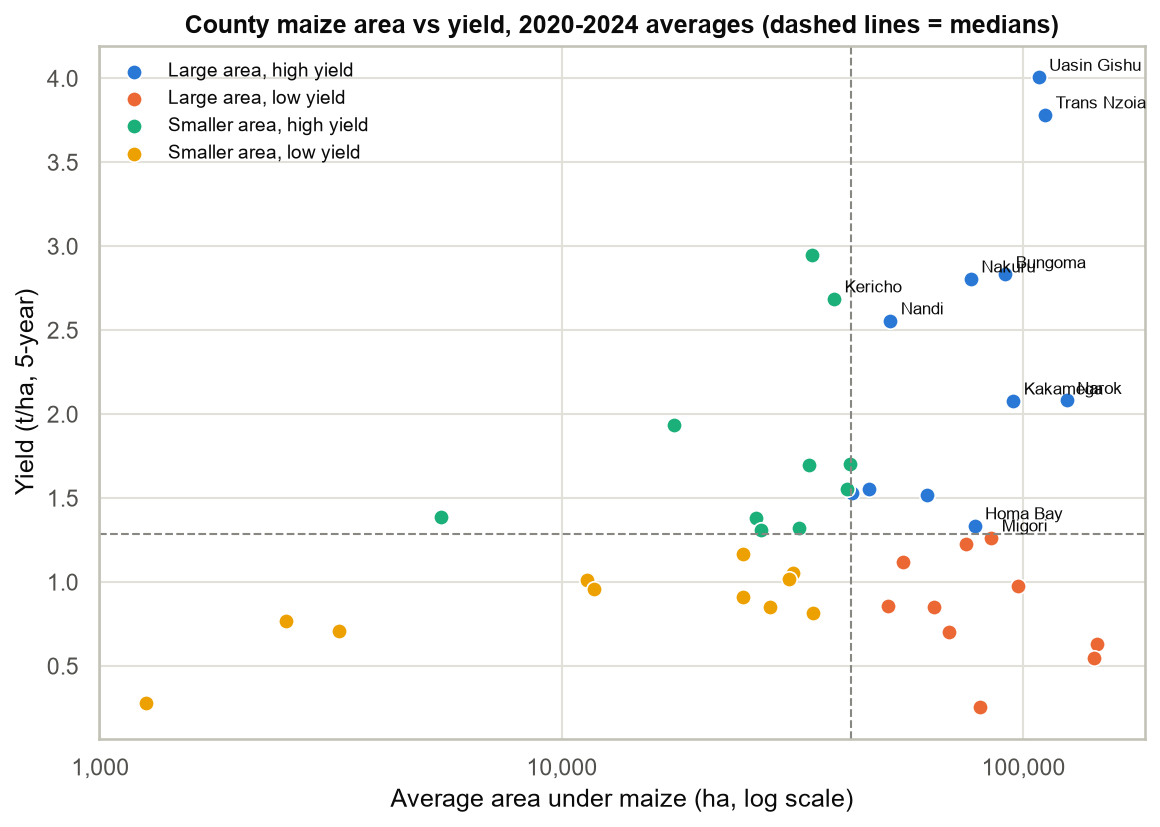 County maize area vs yield, 2020-2024 averages (dashed lines = medians)
Large area, high yield
Large area, low yield
Smaller area, high yield
Smaller area, low yield
Uasin Gishu
Trans Nzoia
Bungoma
Nakuru
Kericho
Nandi
Kakamega
Narok
Homa Bay
Migori
4.0
3.5
3.0
2.5
2.0
1.5
1.0
0.5
Yield (t/ha, 5-year)
1,000
10,000
100,000
Average area under maize (ha, log scale)